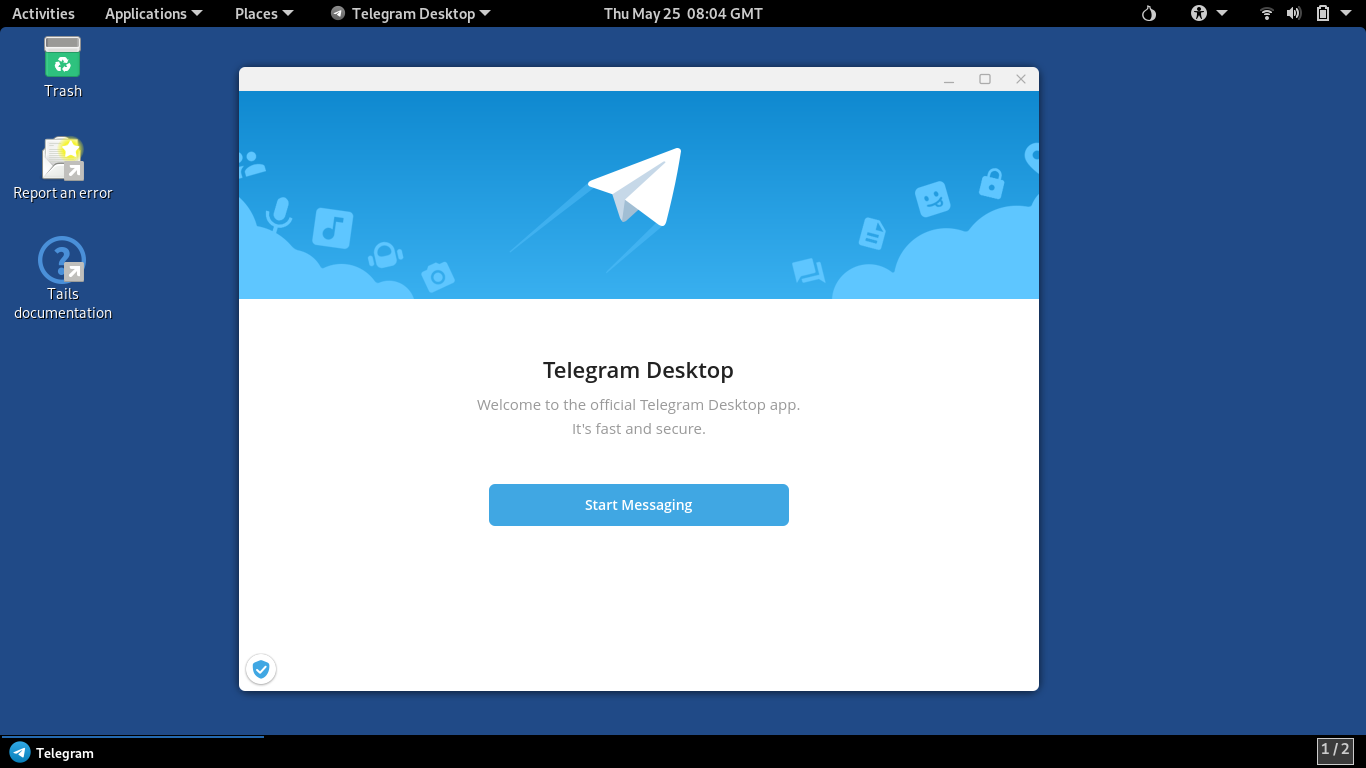 Activities
Applications
Places
Telegram Desktop
Thu May 25 08:04 GMT
Trash
Report an error
Tails
documentation
Telegram Desktop
Welcome to the official Telegram Desktop app.
It's fast and secure.
Start Messaging
Telegram
1 / 2